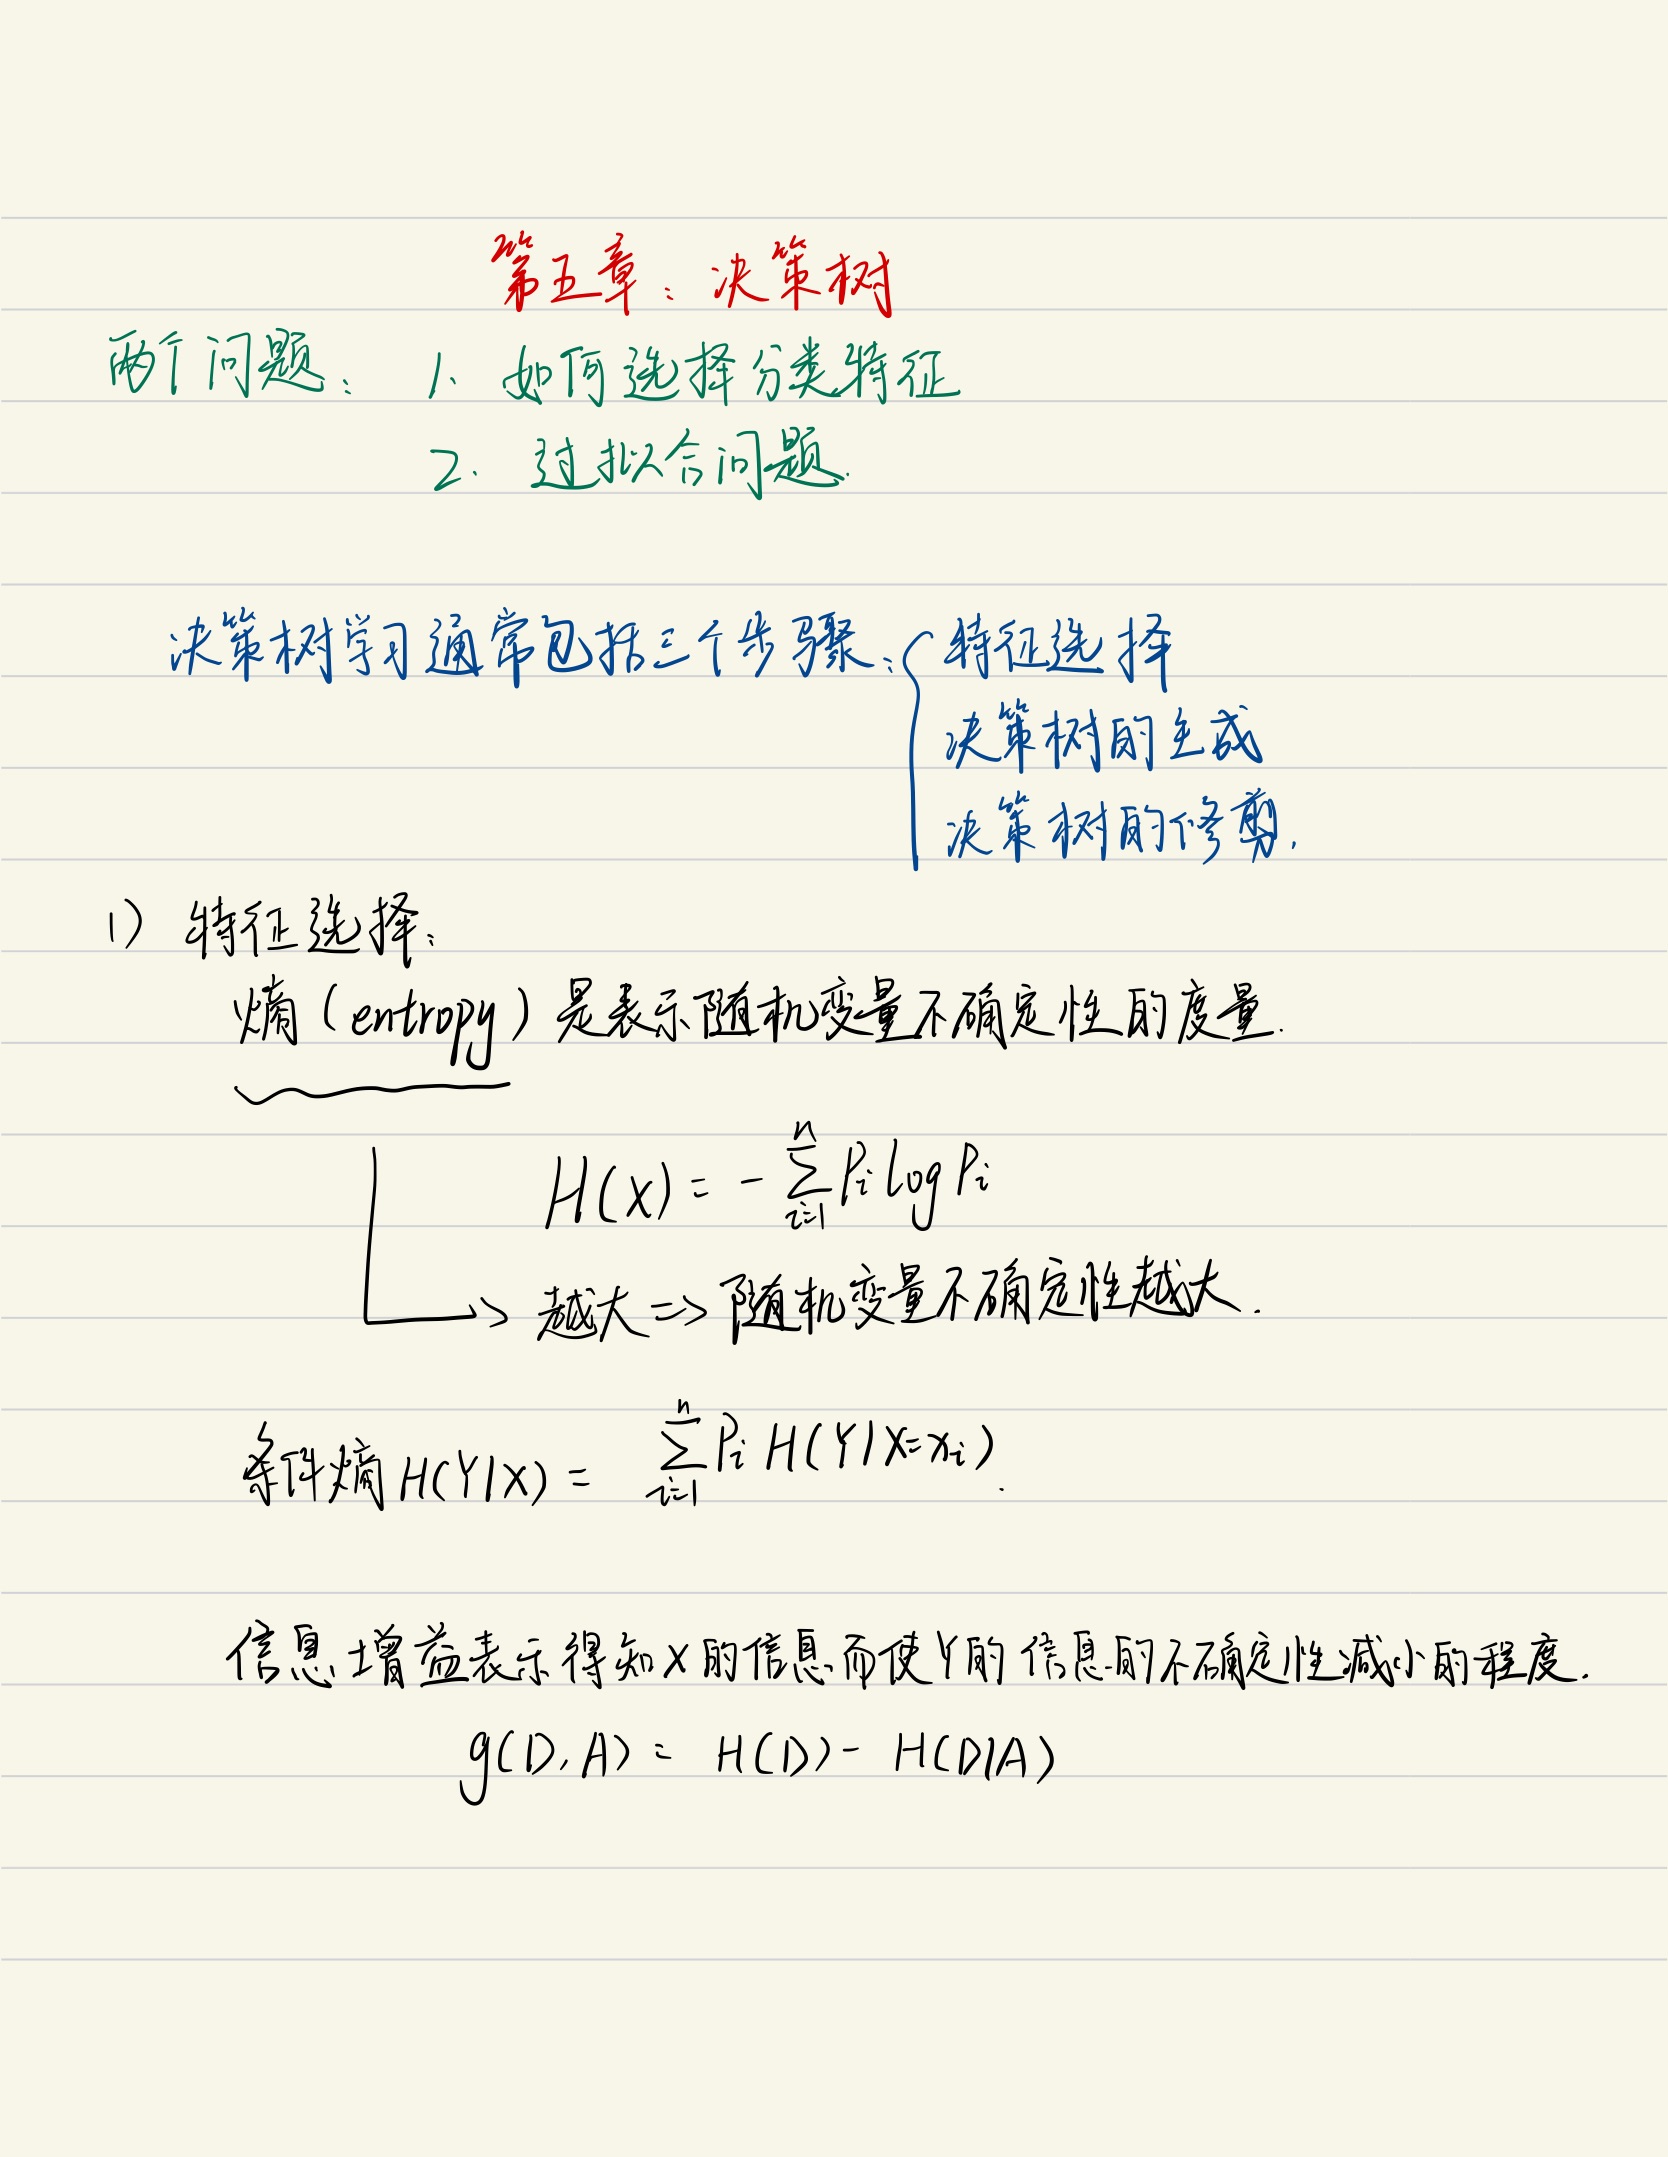 第五章：决策树
两个问题：1、如何选择分类特征
2. 过拟合问题.
决策树学习通常包括三个步骤：{特征选择
决策树的生成
决策树的修剪.
1) 特征选择：
熵(entropy)是表示随机变量不确定性的度量.
H(X) = - ∑_{i=1}^{n} P_i log P_i
越大 => 随机变量不确定性越大.
条件熵 H(Y|X) = ∑_{i=1}^{n} P_i H(Y|X=x_i).
信息增益表示得知X的信息而使Y的信息的不确定性减小的程度.
g(D,A) = H(D) - H(D|A)